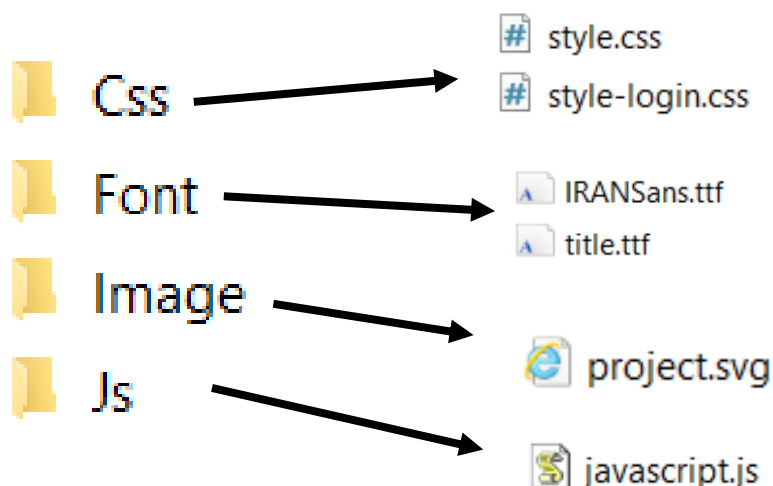 Css
Font
Image
Js
style.css
style-login.css
IRANSans.ttf
title.ttf
project.svg
javascript.js